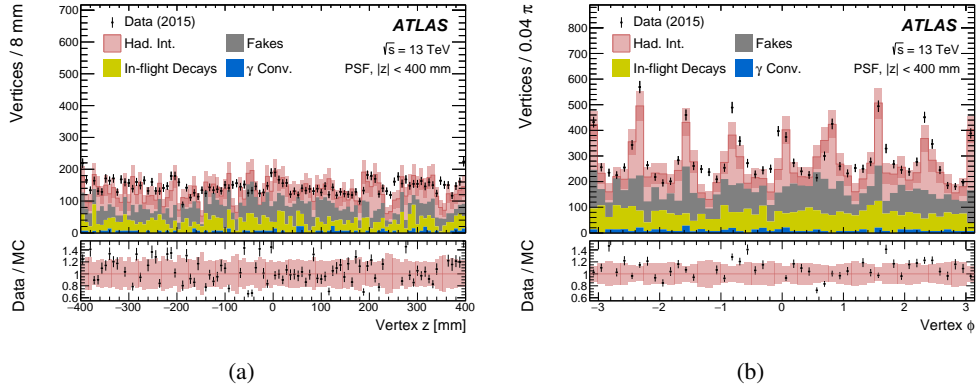 Vertices / 8 mm
700
600
500
400
300
200
100
0
Data (2015)
Had. Int.
Fakes
In-flight Decays
γ Conv.
ATLAS
√s = 13 TeV
PSF, |z| < 400 mm
Data / MC
1.4
1.2
1
0.8
0.6
−400 −300 −200 −100 0 100 200 300 400
Vertex z [mm]
(a)
Vertices / 0.04 π
800
700
600
500
400
300
200
100
0
Data (2015)
Had. Int.
Fakes
In-flight Decays
γ Conv.
ATLAS
√s = 13 TeV
PSF, |z| < 400 mm
Data / MC
1.4
1.2
1
0.8
0.6
−3 −2 −1 0 1 2 3
Vertex ϕ
(b)